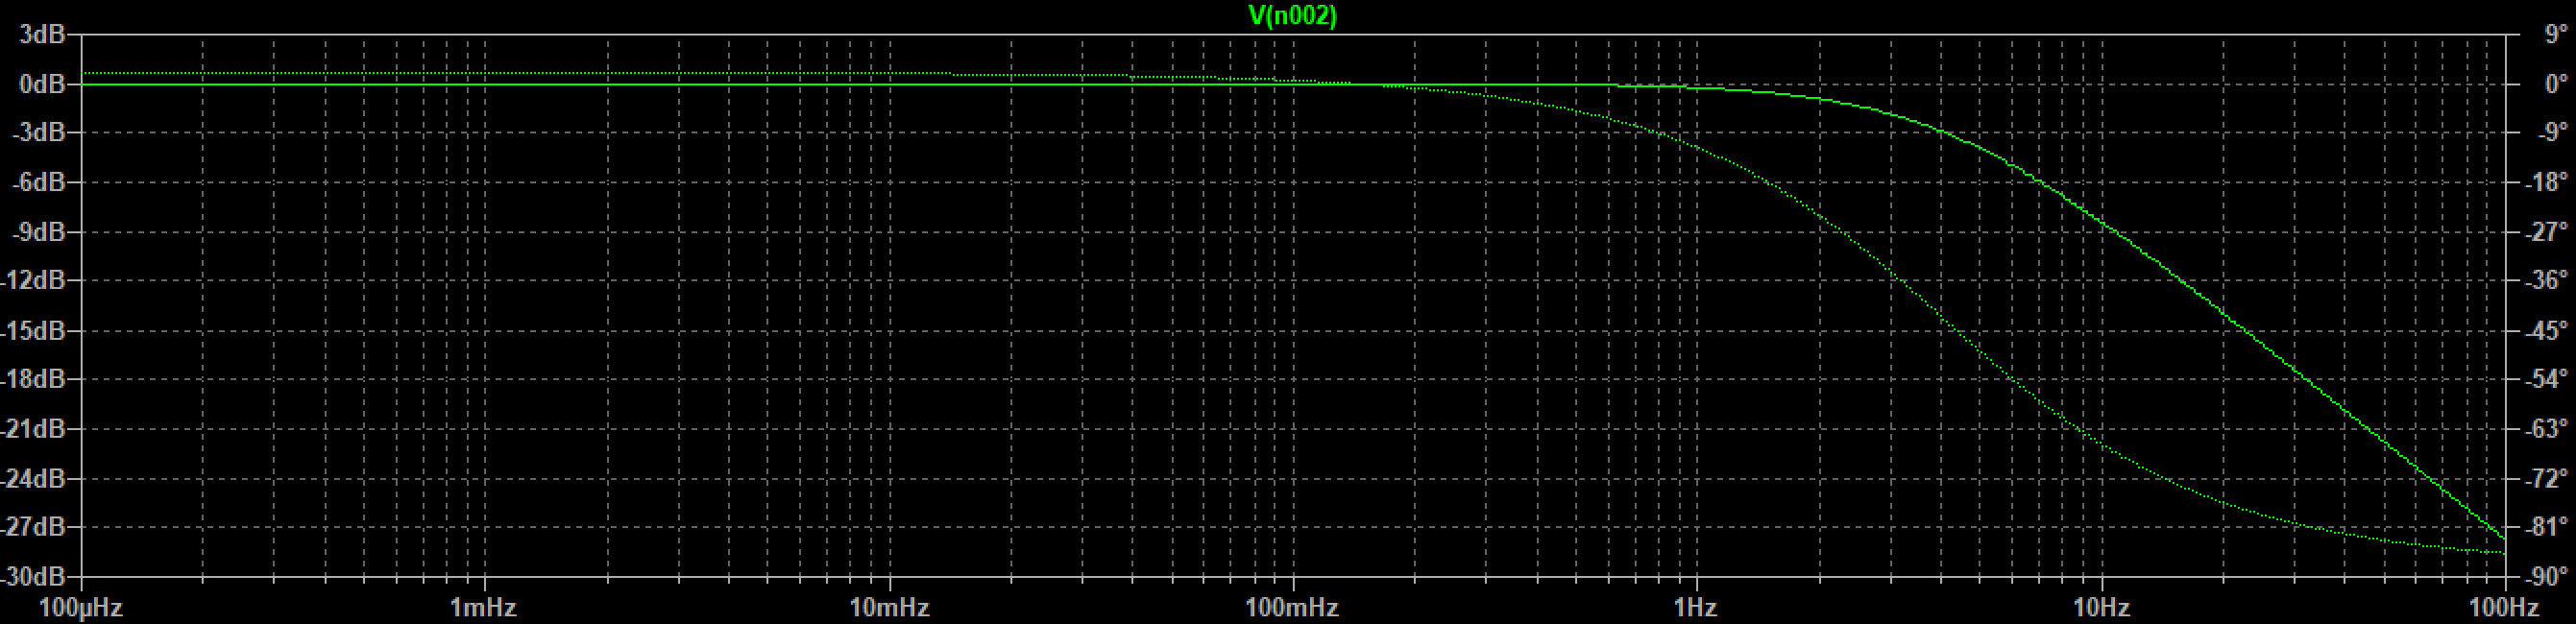 V(n002)
3dB 9°
0dB 0°
-3dB -9°
-6dB -18°
-9dB -27°
-12dB -36°
-15dB -45°
-18dB -54°
-21dB -63°
-24dB -72°
-27dB -81°
-30dB -90°
100µHz 1mHz 10mHz 100mHz 1Hz 10Hz 100Hz